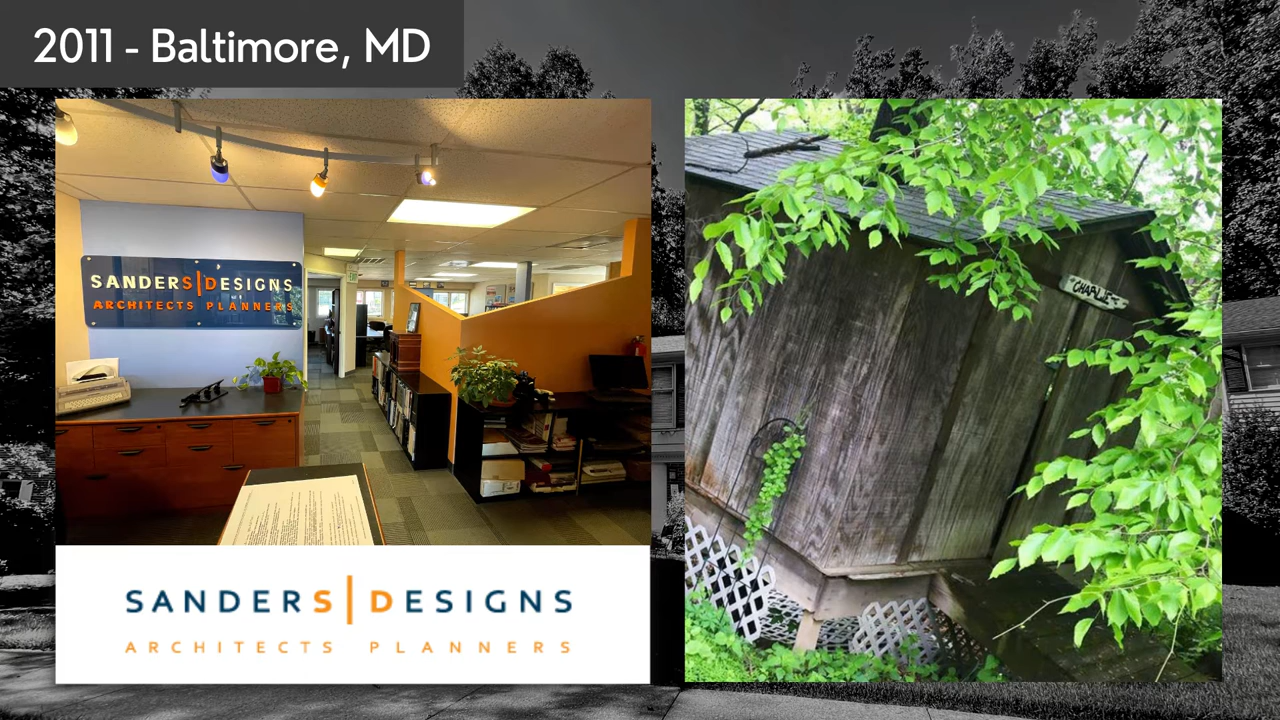 2011 - Baltimore, MD
SANDERS|DESIGNS
ARCHITECTS PLANNERS
"CHARLIE"
SANDERS|DESIGNS
ARCHITECTS PLANNERS